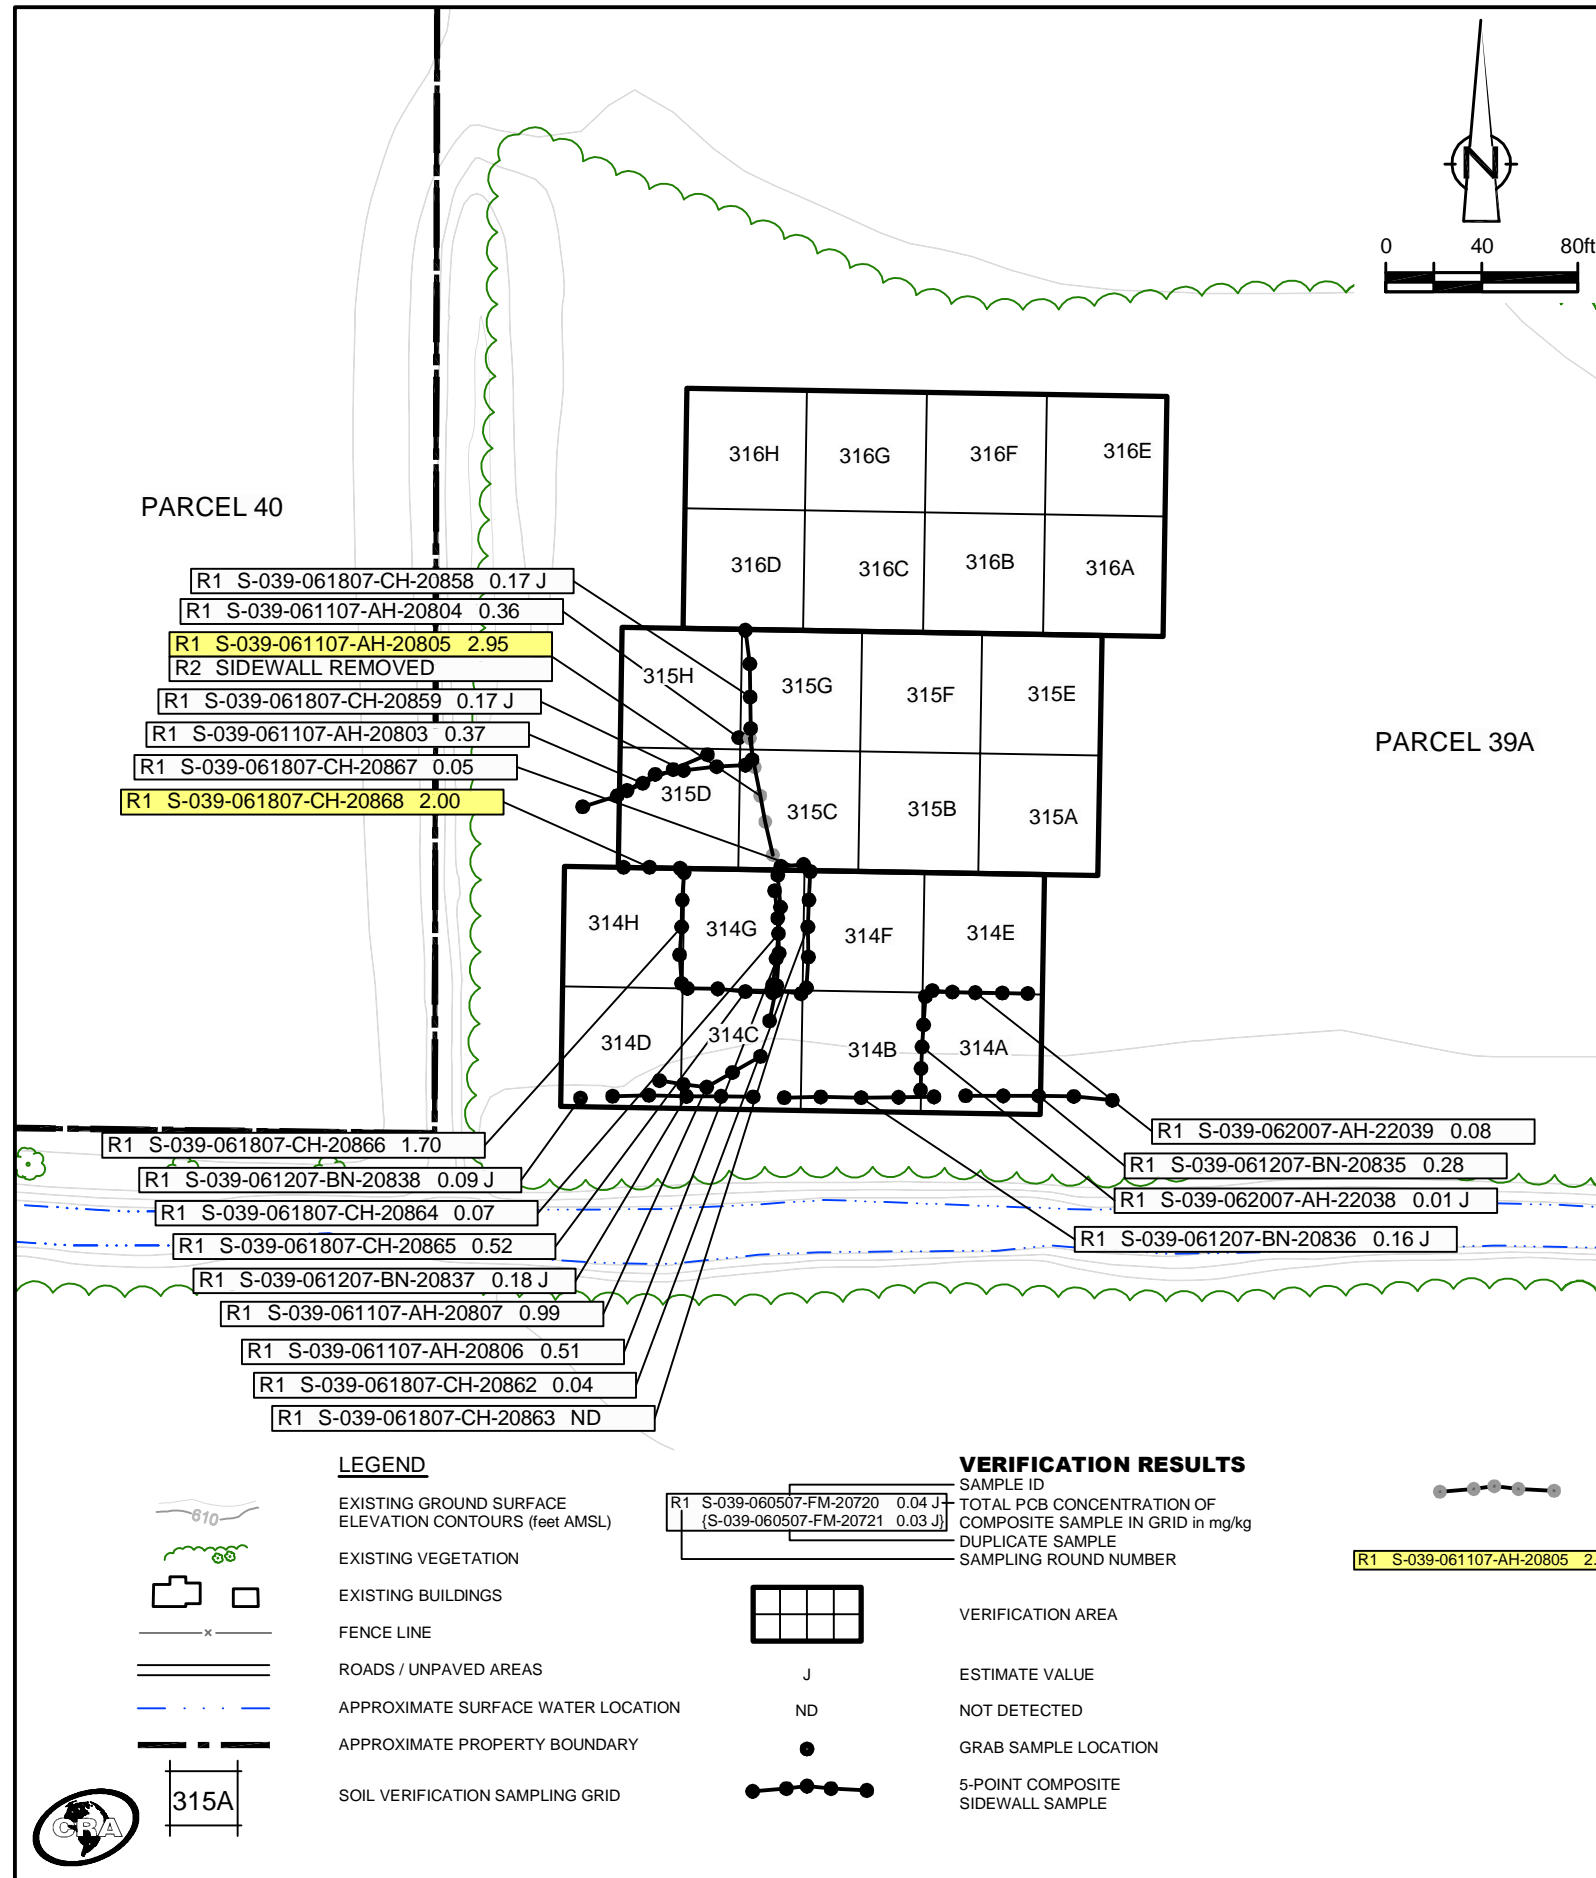 N
0 40 80ft
316H 316G 316F 316E
PARCEL 40
316D 316C 316B 316A
R1 S-039-061807-CH-20858 0.17 J
R1 S-039-061107-AH-20804 0.36
R1 S-039-061107-AH-20805 2.95
R2 SIDEWALL REMOVED
R1 S-039-061807-CH-20859 0.17 J
R1 S-039-061107-AH-20803 0.37
R1 S-039-061807-CH-20867 0.05
R1 S-039-061807-CH-20868 2.00
315H 315G 315F 315E
PARCEL 39A
315D 315C 315B 315A
314H 314G 314F 314E
314D 314C 314B 314A
R1 S-039-061807-CH-20866 1.70
R1 S-039-061207-BN-20838 0.09 J
R1 S-039-061807-CH-20864 0.07
R1 S-039-061807-CH-20865 0.52
R1 S-039-061207-BN-20837 0.18 J
R1 S-039-061107-AH-20807 0.99
R1 S-039-061107-AH-20806 0.51
R1 S-039-061807-CH-20862 0.04
R1 S-039-061807-CH-20863 ND
R1 S-039-062007-AH-22039 0.08
R1 S-039-061207-BN-20835 0.28
R1 S-039-062007-AH-22038 0.01 J
R1 S-039-061207-BN-20836 0.16 J
LEGEND
610
EXISTING GROUND SURFACE
ELEVATION CONTOURS (feet AMSL)
EXISTING VEGETATION
EXISTING BUILDINGS
x
FENCE LINE
ROADS / UNPAVED AREAS
APPROXIMATE SURFACE WATER LOCATION
APPROXIMATE PROPERTY BOUNDARY
315A
SOIL VERIFICATION SAMPLING GRID
CRA
VERIFICATION RESULTS
R1 S-039-060507-FM-20720 0.04 J
{S-039-060507-FM-20721 0.03 J}
SAMPLE ID
TOTAL PCB CONCENTRATION OF
COMPOSITE SAMPLE IN GRID in mg/kg
DUPLICATE SAMPLE
SAMPLING ROUND NUMBER
VERIFICATION AREA
J ESTIMATE VALUE
ND NOT DETECTED
GRAB SAMPLE LOCATION
5-POINT COMPOSITE
SIDEWALL SAMPLE
R1 S-039-061107-AH-20805 2.